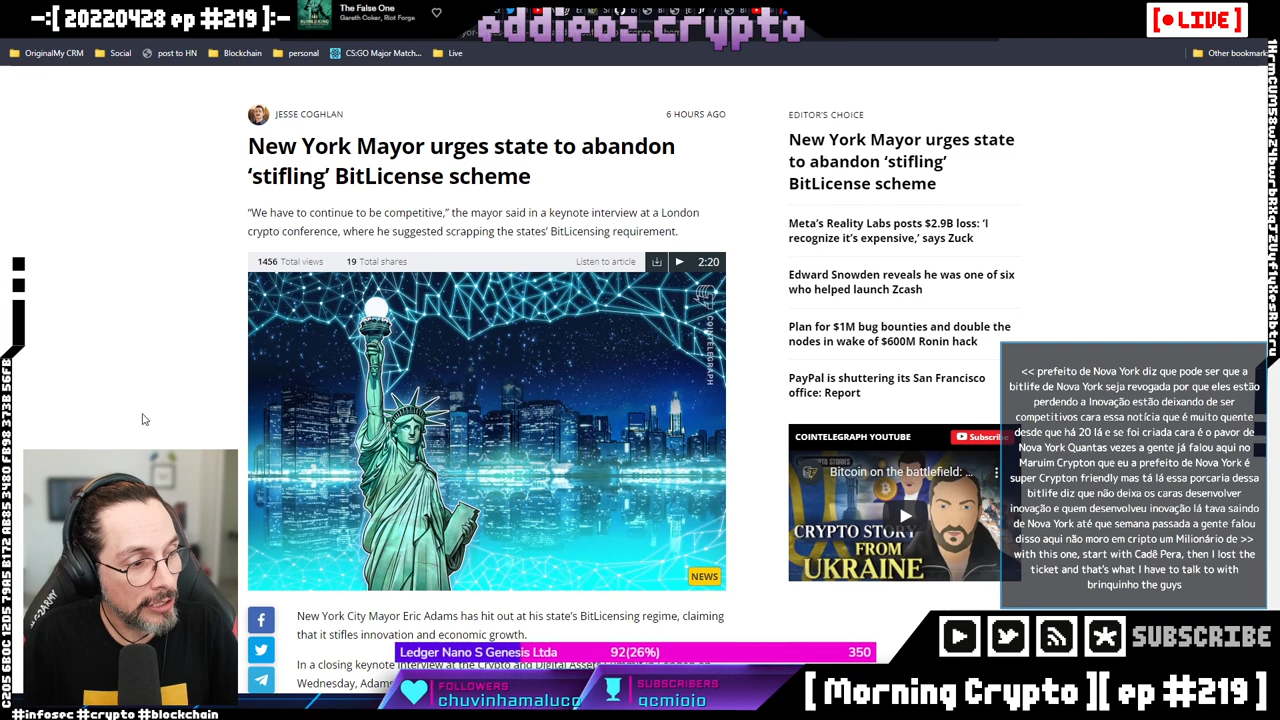 -:[ 20220428 ep #219 ]:-
The False One
Gareth Coker, Riot Forge
eddieoz.crypto
[ LIVE ]
OriginalMy CRM
Social
post to HN
Blockchain
personal
CS:GO Major Match...
Live
Other bookmark
JESSE COGHLAN
6 HOURS AGO
New York Mayor urges state to abandon
‘stifling’ BitLicense scheme
“We have to continue to be competitive,” the mayor said in a keynote interview at a London
crypto conference, where he suggested scrapping the states’ BitLicensing requirement.
1456 Total views
19 Total shares
Listen to article
2:20
COINTELEGRAPH
NEWS
New York City Mayor Eric Adams has hit out at his state’s BitLicensing regime, claiming
that it stifles innovation and economic growth.
In a closing keynote interview at the Crypto and Digital Assets
Wednesday, Adams
EDITOR’S CHOICE
New York Mayor urges state
to abandon ‘stifling’
BitLicense scheme
Meta’s Reality Labs posts $2.9B loss: ‘I
recognize it’s expensive,’ says Zuck
Edward Snowden reveals he was one of six
who helped launch Zcash
Plan for $1M bug bounties and double the
nodes in wake of $600M Ronin hack
PayPal is shuttering its San Francisco
office: Report
COINTELEGRAPH YOUTUBE
Subscribe
Bitcoin on the battlefield: ...
CRYPTO STORY
FROM
UKRAINE
<< prefeito de Nova York diz que pode ser que a
bitlife de Nova York seja revogada por que eles estão
perdendo a Inovação estão deixando de ser
competitivos cara essa notícia que é muito quente
desde que há 20 lá e se foi criada cara é o pavor de
Nova York Quantas vezes a gente já falou aqui no
Maruim Crypton que eu a prefeito de Nova York é
super Crypton friendly mas tá lá essa porcaria dessa
bitlife diz que não deixa os caras desenvolver
inovação e quem desenvolveu inovação lá tava saindo
de Nova York até que semana passada a gente falou
disso aqui não moro em cripto um Milionário de >>
with this one, start with Cadê Pera, then I lost the
ticket and that's what I have to talk to with
brinquinho the guys
Ledger Nano S Genesis Ltda
92(26%)
350
FOLLOWERS
chuvinhamaluco
SUBSCRIBERS
gcmiojo
SUBSCRIBE
[ Morning Crypto ][ ep #219 ]
#infosec #crypto #blockchain